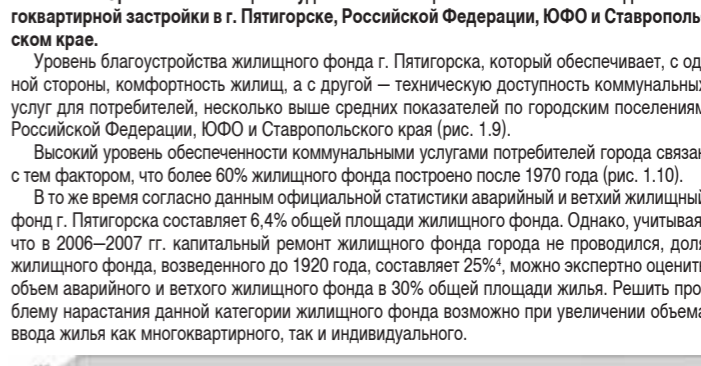 гоквартирной застройки в г. Пятигорске, Российской Федерации, ЮФО и Ставрополь
ском крае.
Уровень благоустройства жилищного фонда г. Пятигорска, который обеспечивает, с од
ной стороны, комфортность жилищ, а с другой — техническую доступность коммунальных
услуг для потребителей, несколько выше средних показателей по городским поселениям
Российской Федерации, ЮФО и Ставропольского края (рис. 1.9).
Высокий уровень обеспеченности коммунальными услугами потребителей города связан
с тем фактором, что более 60% жилищного фонда построено после 1970 года (рис. 1.10).
В то же время согласно данным официальной статистики аварийный и ветхий жилищный
фонд г. Пятигорска составляет 6,4% общей площади жилищного фонда. Однако, учитывая,
что в 2006—2007 гг. капитальный ремонт жилищного фонда города не проводился, доля
жилищного фонда, возведенного до 1920 года, составляет 25%⁴, можно экспертно оценить
объем аварийного и ветхого жилищного фонда в 30% общей площади жилья. Решить про
блему нарастания данной категории жилищного фонда возможно при увеличении объема
ввода жилья как многоквартирного, так и индивидуального.